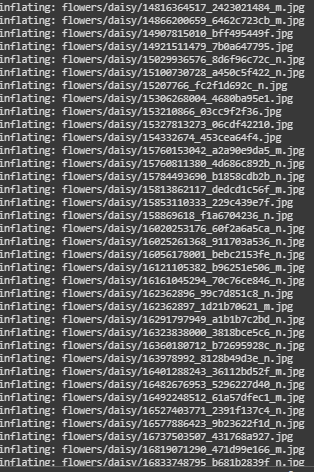 inflating: flowers/daisy/14816364517_2423021484_m.jpg
inflating: flowers/daisy/14866200659_6462c723cb_m.jpg
inflating: flowers/daisy/14907815010_bff495449f.jpg
inflating: flowers/daisy/14921511479_7b0a647795.jpg
inflating: flowers/daisy/15029936576_8d6f96c72c_n.jpg
inflating: flowers/daisy/15100730728_a450c5f422_n.jpg
inflating: flowers/daisy/15207766_fc2f1d692c_n.jpg
inflating: flowers/daisy/15306268004_4680ba95e1.jpg
inflating: flowers/daisy/153210866_03cc9f2f36.jpg
inflating: flowers/daisy/15327813273_06cdf42210.jpg
inflating: flowers/daisy/154332674_453cea64f4.jpg
inflating: flowers/daisy/15760153042_a2a90e9da5_m.jpg
inflating: flowers/daisy/15760811380_4d686c892b_n.jpg
inflating: flowers/daisy/15784493690_b1858cdb2b_n.jpg
inflating: flowers/daisy/15813862117_dedcd1c56f_m.jpg
inflating: flowers/daisy/15853110333_229c439e7f.jpg
inflating: flowers/daisy/158869618_f1a6704236_n.jpg
inflating: flowers/daisy/16020253176_60f2a6a5ca_n.jpg
inflating: flowers/daisy/16025261368_911703a536_n.jpg
inflating: flowers/daisy/16056178001_bebc2153fe_n.jpg
inflating: flowers/daisy/16121105382_b96251e506_m.jpg
inflating: flowers/daisy/16161045294_70c76ce846_n.jpg
inflating: flowers/daisy/162362896_99c7d851c8_n.jpg
inflating: flowers/daisy/162362897_1d21b70621_m.jpg
inflating: flowers/daisy/16291797949_a1b1b7c2bd_n.jpg
inflating: flowers/daisy/16323838000_3818bce5c6_n.jpg
inflating: flowers/daisy/16360180712_b72695928c_n.jpg
inflating: flowers/daisy/163978992_8128b49d3e_n.jpg
inflating: flowers/daisy/16401288243_36112bd52f_m.jpg
inflating: flowers/daisy/16482676953_5296227d40_n.jpg
inflating: flowers/daisy/16492248512_61a57dfec1_m.jpg
inflating: flowers/daisy/16527403771_2391f137c4_n.jpg
inflating: flowers/daisy/16577886423_9b23622f1d_n.jpg
inflating: flowers/daisy/16737503507_431768a927.jpg
inflating: flowers/daisy/16819071290_471d99e166_m.jpg
inflating: flowers/daisy/16833748795_b681b2839f_n.jpg